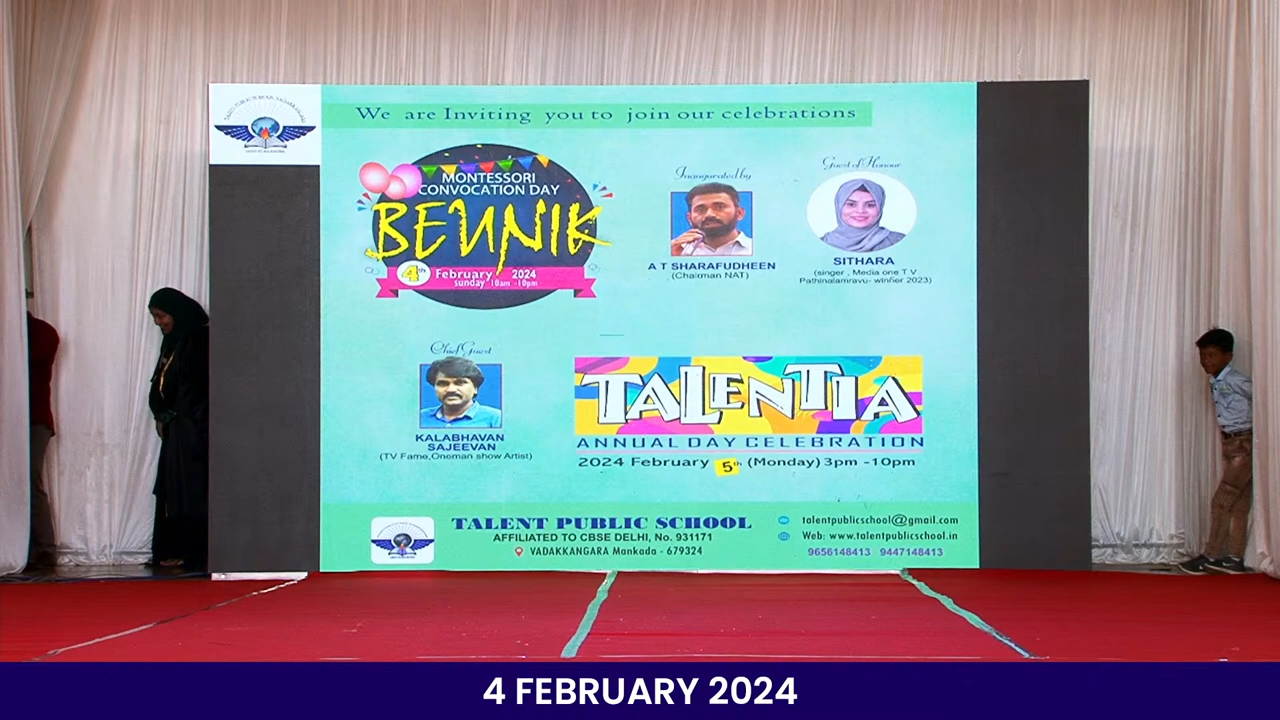 We are Inviting you to join our celebrations
MONTESSORI
CONVOCATION DAY
BEUNIK
4th February 2024
sunday 10am -10pm
Inaugurated by
A T SHARAFUDHEEN
(Chairman NAT)
Guest of Honour
SITHARA
(singer , Media one T V
Pathinalamravu- winner 2023)
Chief Guest
KALABHAVAN
SAJEEVAN
(TV Fame,Oneman show Artist)
TALENTIA
ANNUAL DAY CELEBRATION
2024 February 5th (Monday) 3pm -10pm
TALENT PUBLIC SCHOOL
AFFILIATED TO CBSE DELHI, No. 931171
VADAKKANGARA Mankada - 679324
talentpublicschool@gmail.com
Web: www.talentpublicschool.in
9656148413 9447148413
4 FEBRUARY 2024